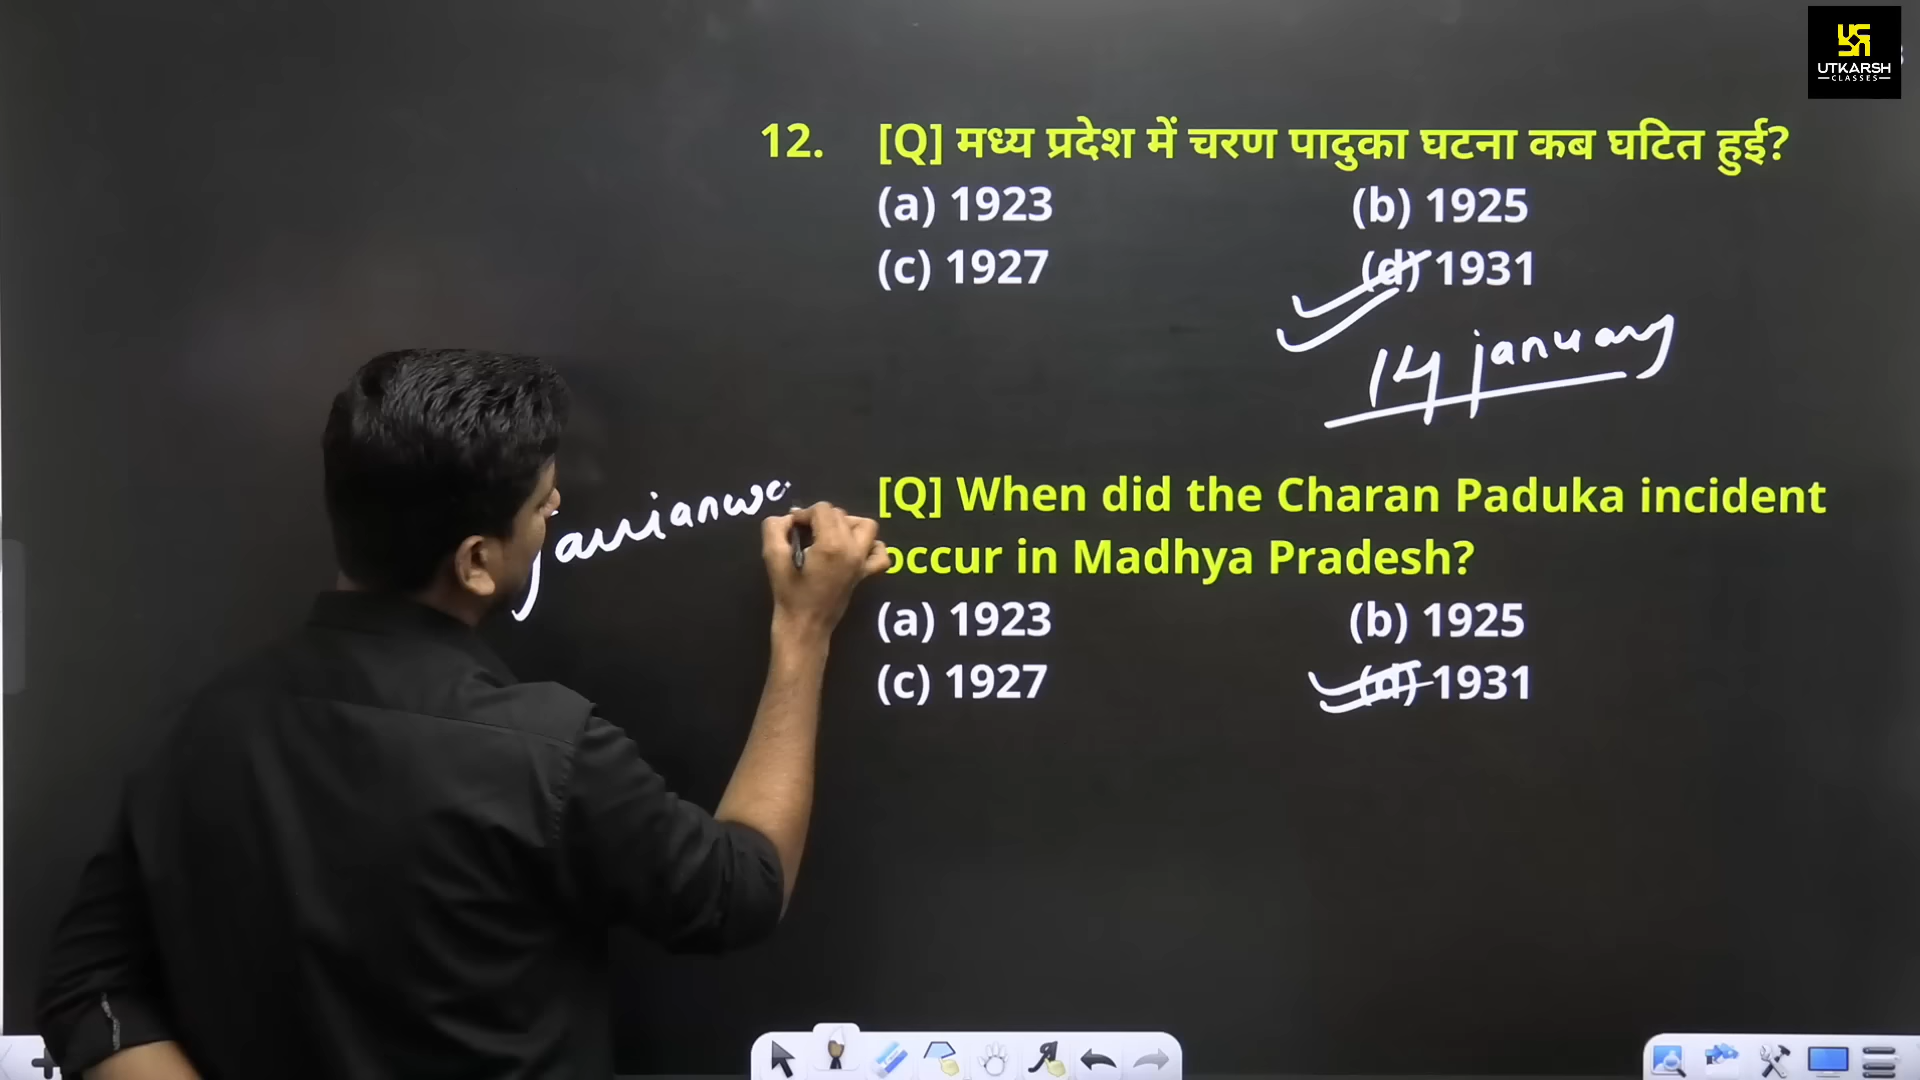 UTKARSH
CLASSES
12. [Q] मध्य प्रदेश में चरण पादुका घटना कब घटित हुई?
(a) 1923 (b) 1925
(c) 1927 (d) 1931
14 january
[Q] When did the Charan Paduka incident
occur in Madhya Pradesh?
(a) 1923 (b) 1925
(c) 1927 (d) 1931